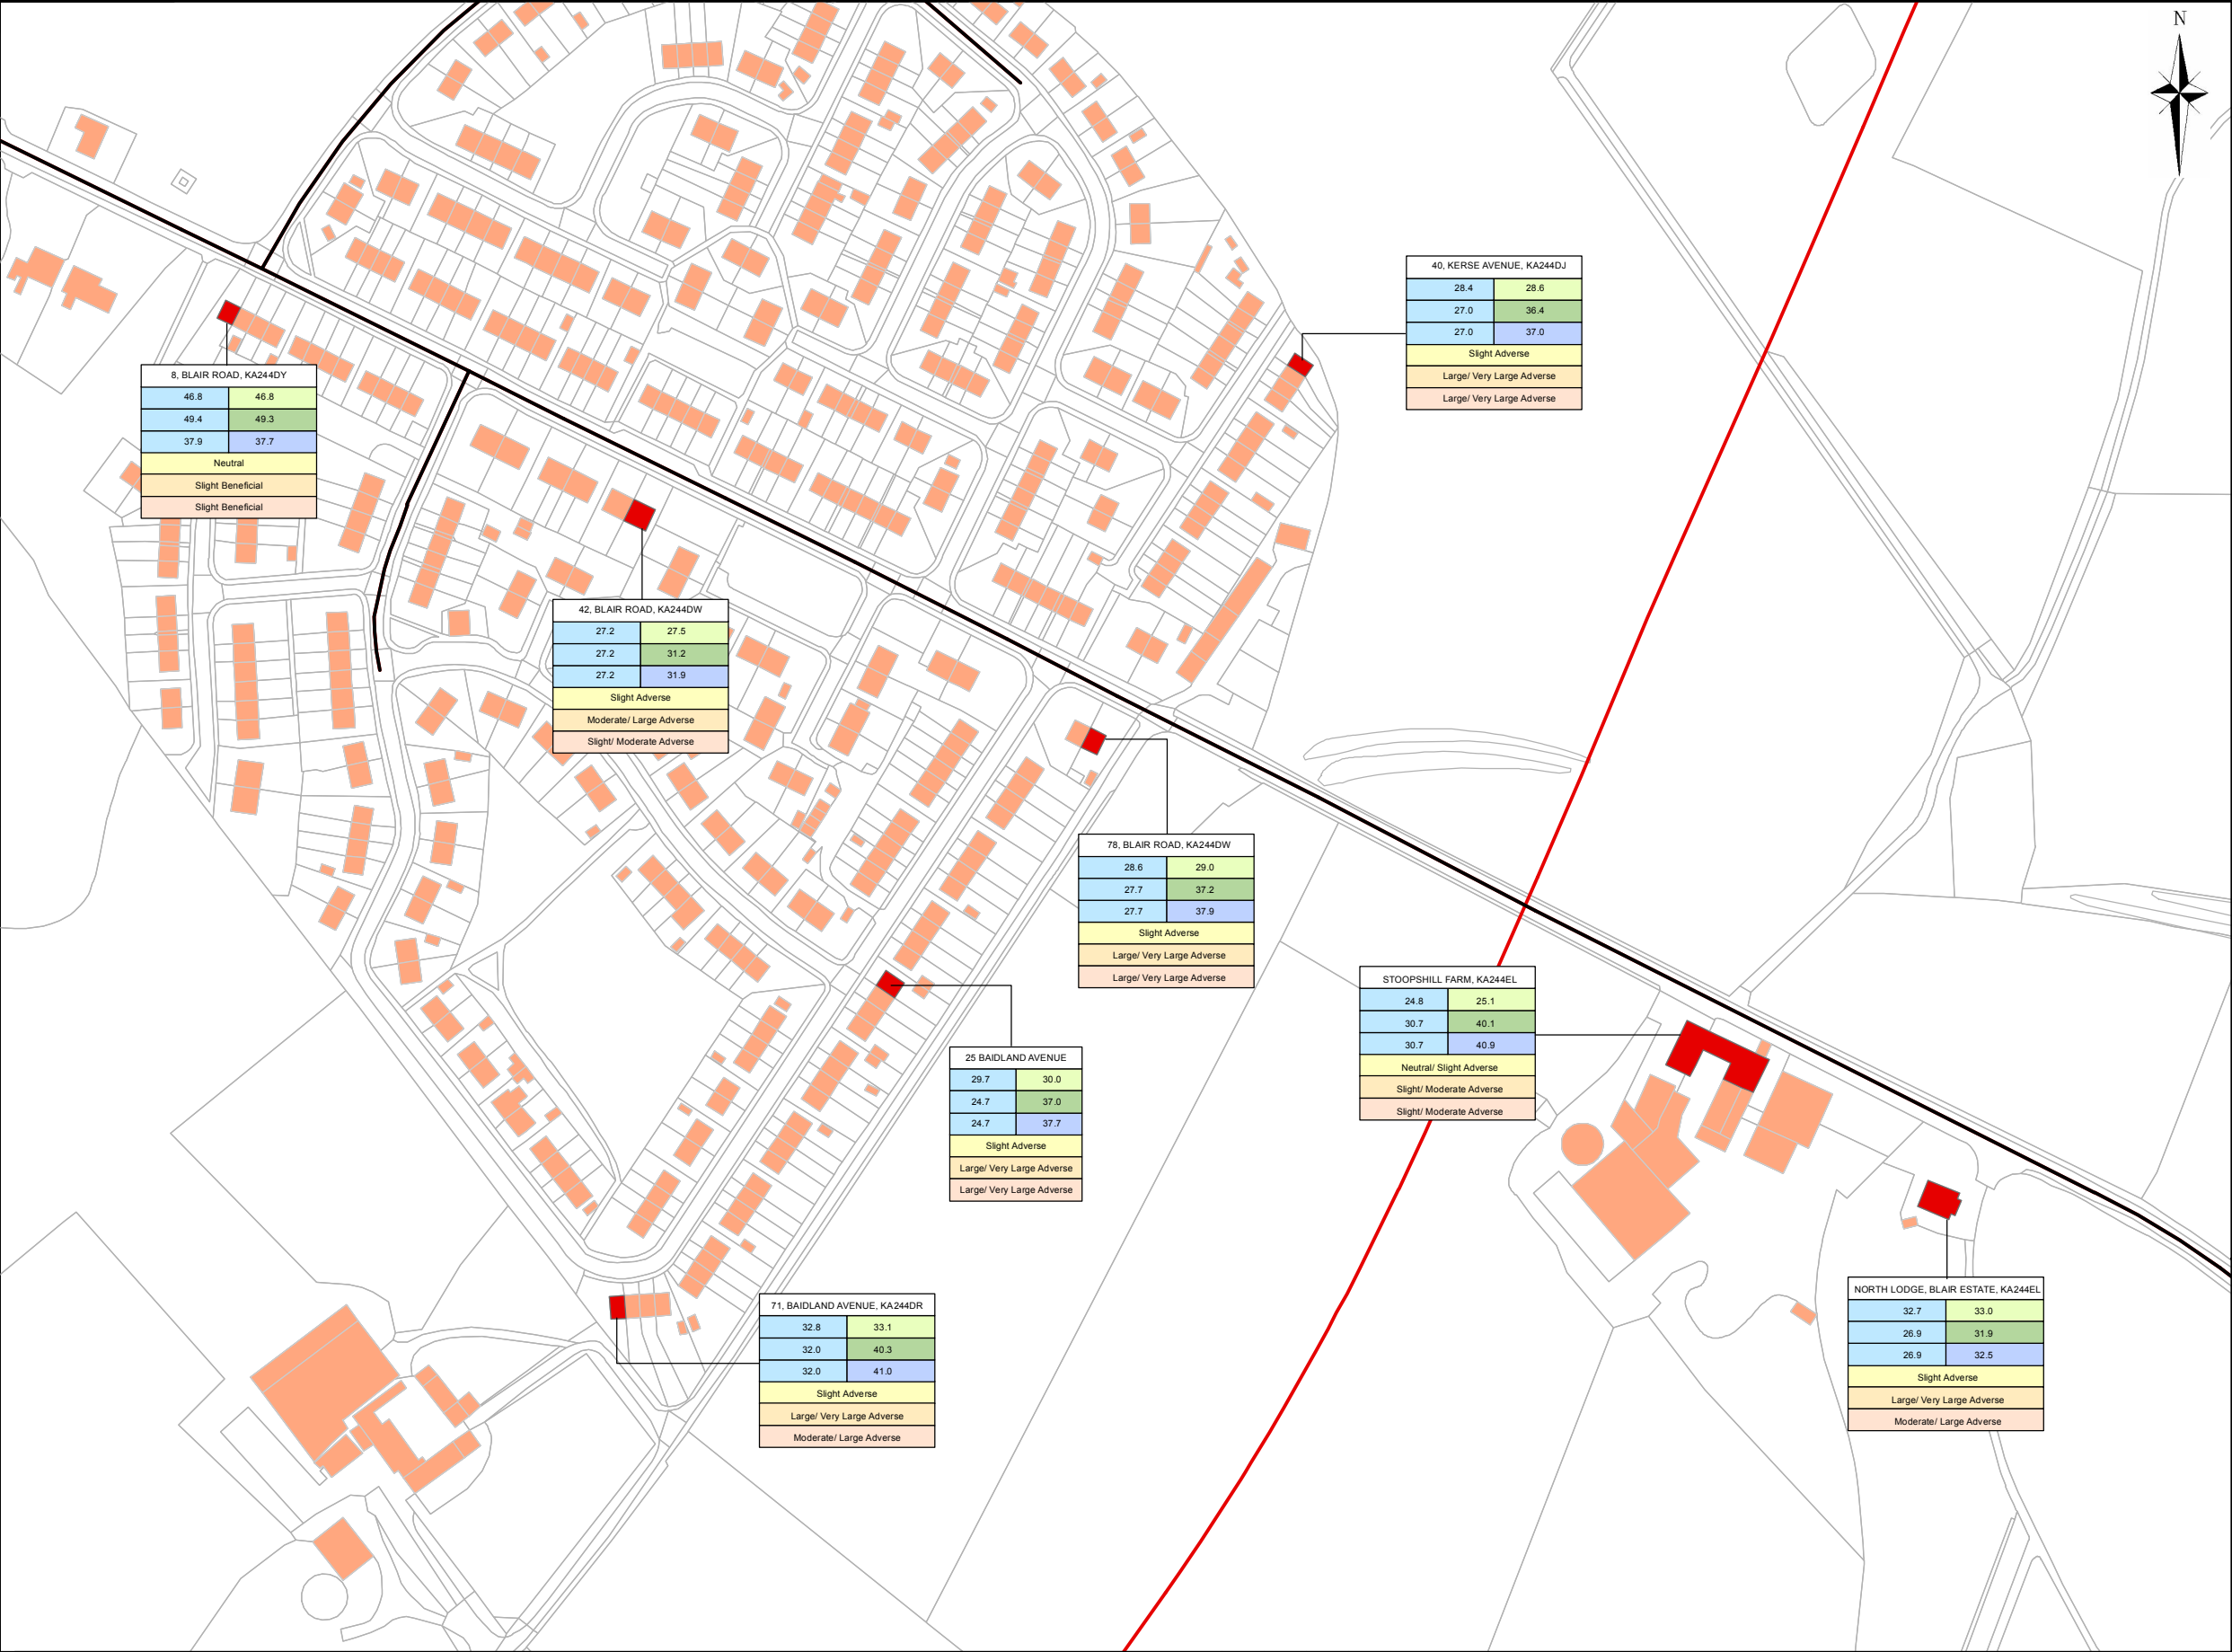 N
40, KERSE AVENUE, KA244DJ
28.4 28.6
27.0 36.4
27.0 37.0
Slight Adverse
Large/ Very Large Adverse
Large/ Very Large Adverse
8, BLAIR ROAD, KA244DY
46.8 46.8
49.4 49.3
37.9 37.7
Neutral
Slight Beneficial
Slight Beneficial
42, BLAIR ROAD, KA244DW
27.2 27.5
27.2 31.2
27.2 31.9
Slight Adverse
Moderate/ Large Adverse
Slight/ Moderate Adverse
78, BLAIR ROAD, KA244DW
28.6 29.0
27.7 37.2
27.7 37.9
Slight Adverse
Large/ Very Large Adverse
Large/ Very Large Adverse
STOOPSHILL FARM, KA244EL
24.8 25.1
30.7 40.1
30.7 40.9
Neutral/ Slight Adverse
Slight/ Moderate Adverse
Slight/ Moderate Adverse
25 BAIDLAND AVENUE
29.7 30.0
24.7 37.0
24.7 37.7
Slight Adverse
Large/ Very Large Adverse
Large/ Very Large Adverse
NORTH LODGE, BLAIR ESTATE, KA244EL
32.7 33.0
26.9 31.9
26.9 32.5
Slight Adverse
Large/ Very Large Adverse
Moderate/ Large Adverse
71, BAIDLAND AVENUE, KA244DR
32.8 33.1
32.0 40.3
32.0 41.0
Slight Adverse
Large/ Very Large Adverse
Moderate/ Large Adverse